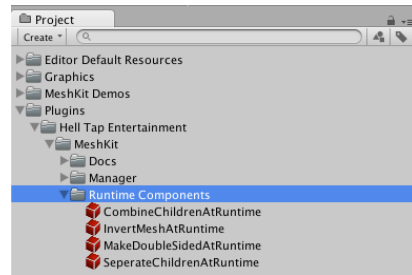 Project
Create
Editor Default Resources
Graphics
MeshKit Demos
Plugins
Hell Tap Entertainment
MeshKit
Docs
Manager
Runtime Components
CombineChildrenAtRuntime
InvertMeshAtRuntime
MakeDoubleSidedAtRuntime
SeperateChildrenAtRuntime